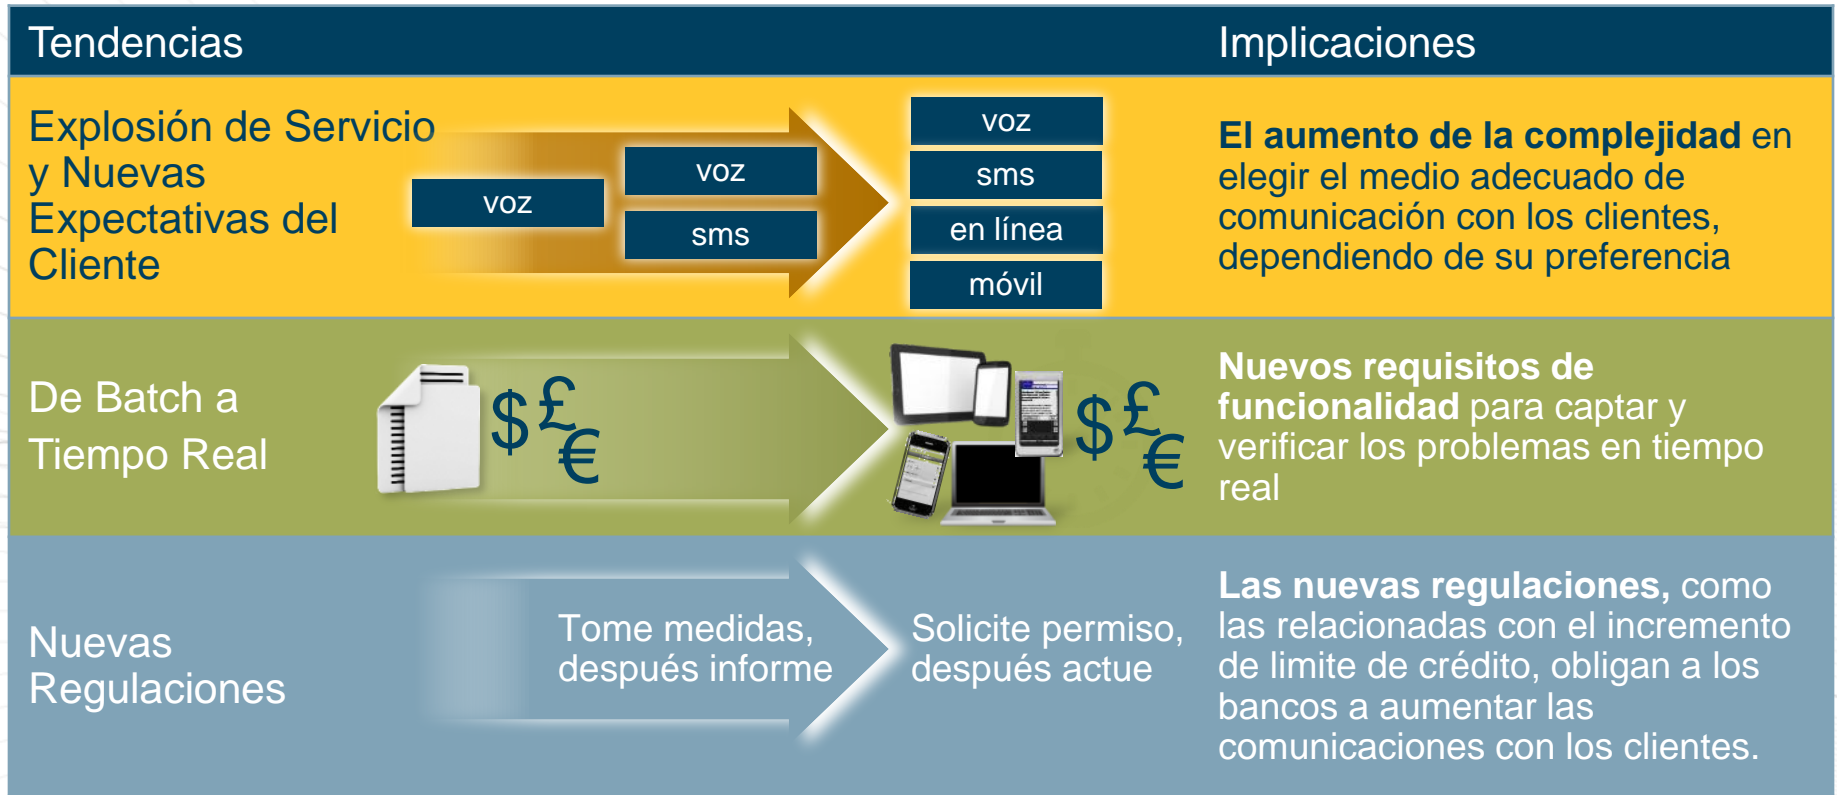 Tendencias
Implicaciones
Explosión de Servicio
y Nuevas
Expectativas del
Cliente
voz
voz
sms
voz
sms
en línea
móvil
El aumento de la complejidad en
elegir el medio adecuado de
comunicación con los clientes,
dependiendo de su preferencia
De Batch a
Tiempo Real
$£€
$£€
Nuevos requisitos de
funcionalidad para captar y
verificar los problemas en tiempo
real
Nuevas
Regulaciones
Tome medidas,
después informe
Solicite permiso,
después actue
Las nuevas regulaciones, como
las relacionadas con el incremento
de limite de crédito, obligan a los
bancos a aumentar las
comunicaciones con los clientes.